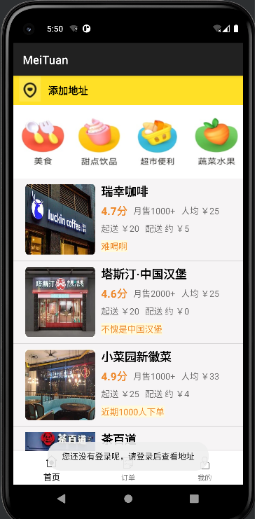 5:50
MeiTuan
添加地址
美食 甜点饮品 超市便利 蔬菜水果
luckin coffee
瑞幸咖啡
4.7分 月售1000+ 人均 ￥25
起送 ￥20 配送 约 ￥5
难喝啊
塔斯汀·中国汉堡
4.6分 月售2000+ 人均 ￥25
起送 ￥20 配送 约 ￥0
不愧是中国汉堡
小菜园新徽菜
4.9分 月售1000+ 人均 ￥33
起送 ￥25 配送 约 ￥4
近期1000人下单
茶百道
茶百道
您还没有登录呢，请登录后查看地址
首页 订单 我的